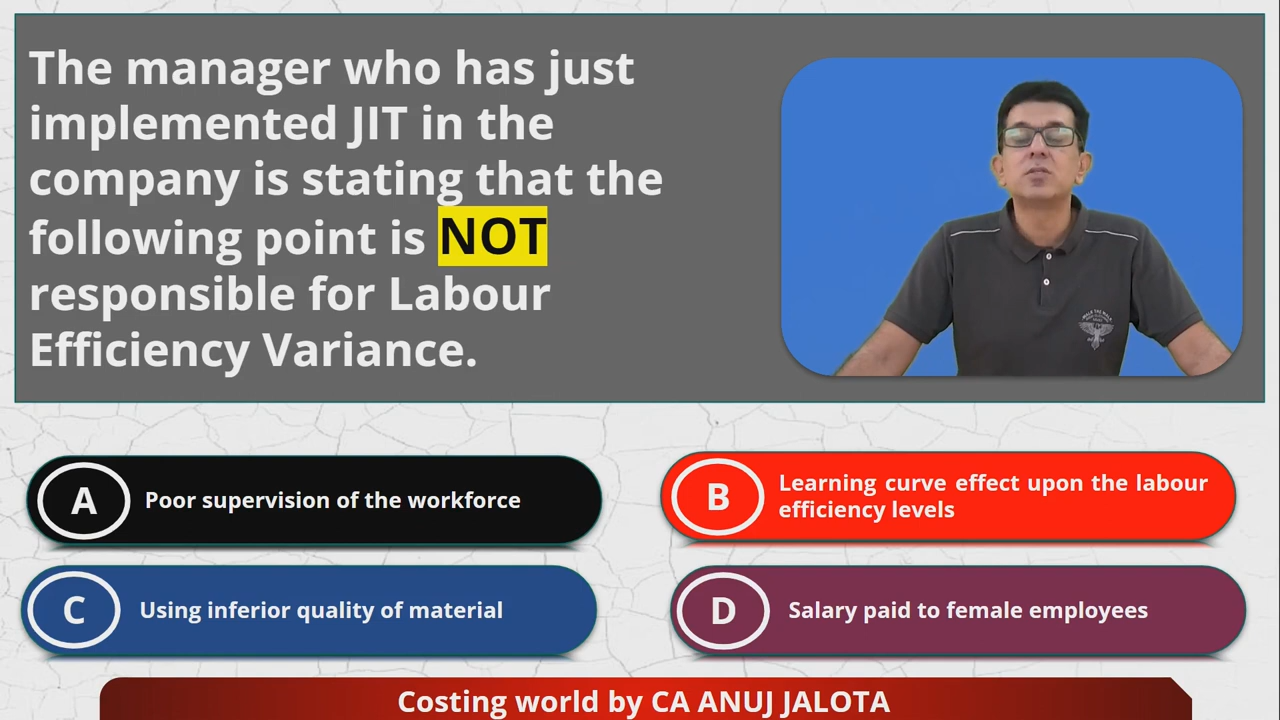 The manager who has just
implemented JIT in the
company is stating that the
following point is NOT
responsible for Labour
Efficiency Variance.
A
Poor supervision of the workforce
B
Learning curve effect upon the labour
efficiency levels
C
Using inferior quality of material
D
Salary paid to female employees
Costing world by CA ANUJ JALOTA